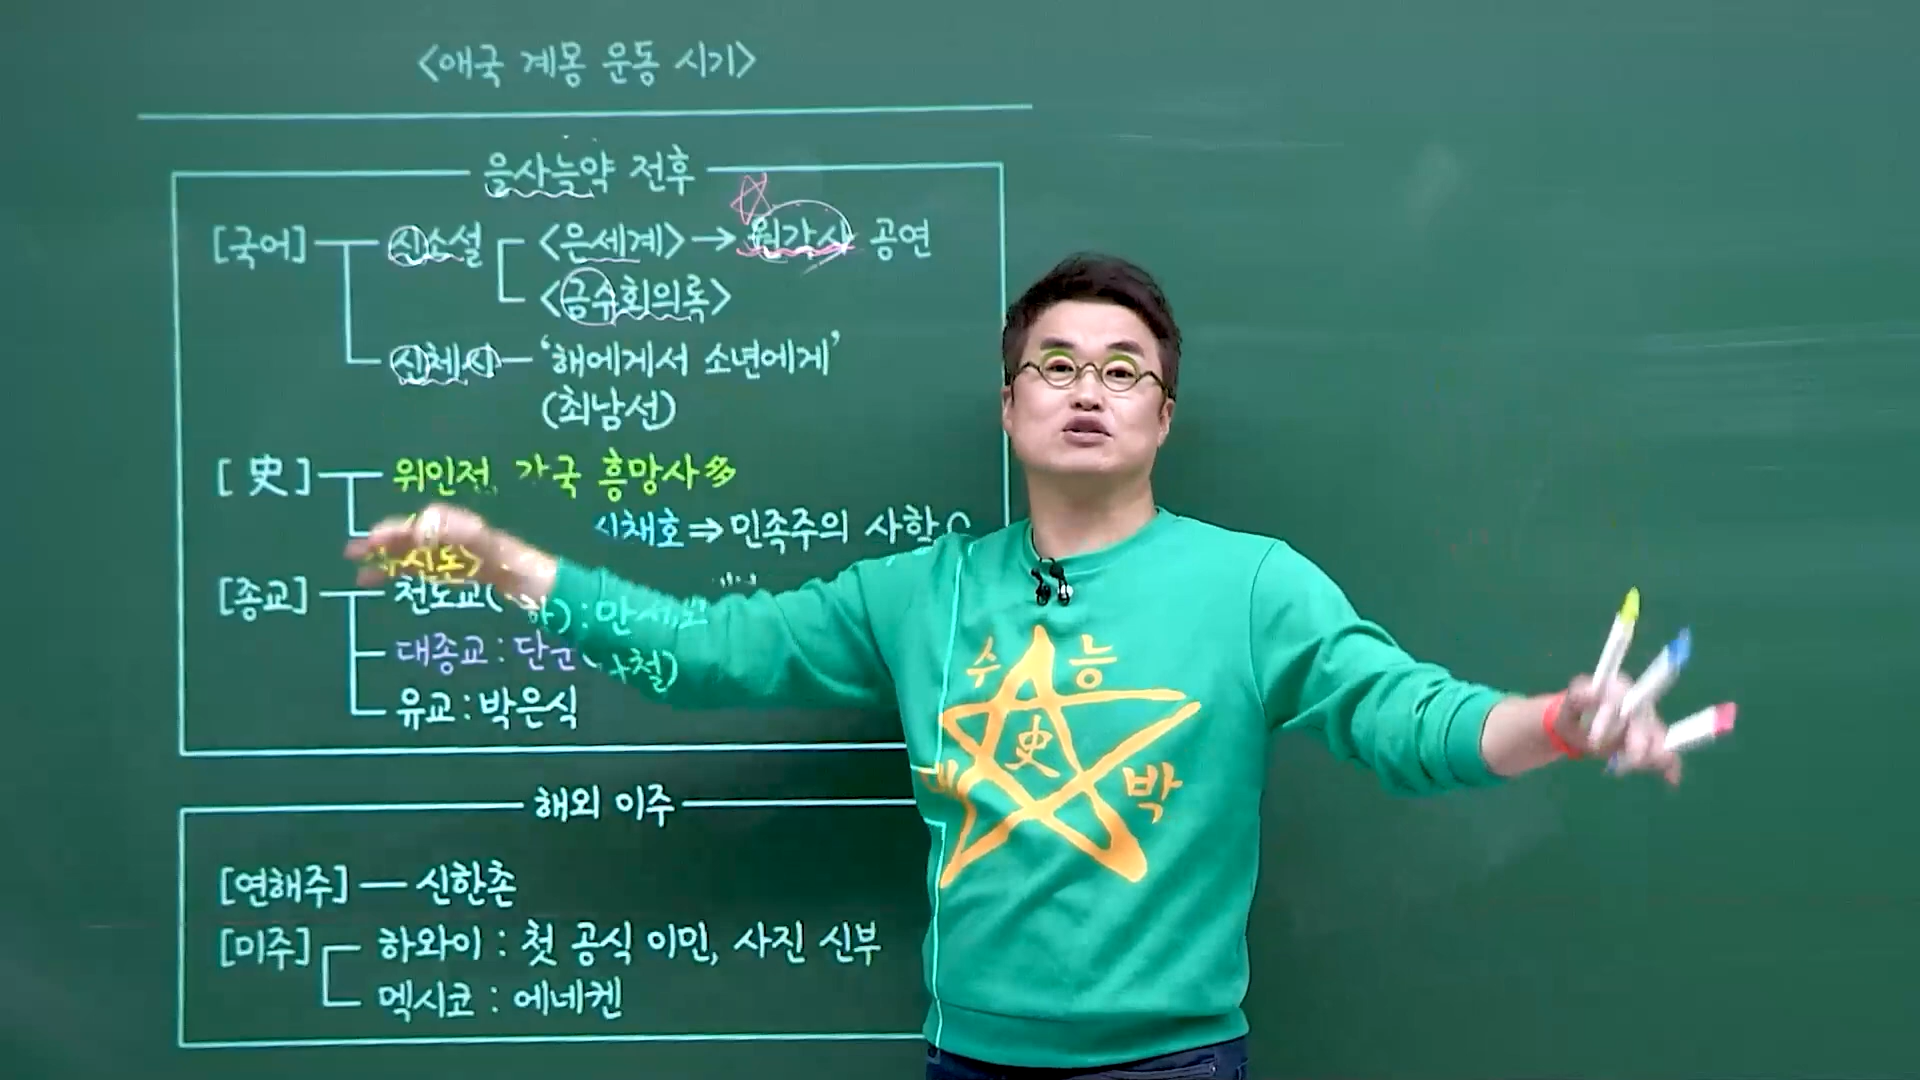 <애국 계몽 운동 시기>
을사늑약 전후
[국어] 신소설 <은세계> → 원각사 공연
<금수회의록>
신체시 — '해에게서 소년에게'
(최남선)
[史] 위인전, 각국 흥망사多
신채호 ⇒ 민족주의 사학
[종교] 천도교( : 만세보
대종교 : 단군( 철)
유교 : 박은식
해외 이주
[연해주] — 신한촌
[미주] 하와이 : 첫 공식 이민, 사진 신부
멕시코 : 에네켄
수 능
史
박